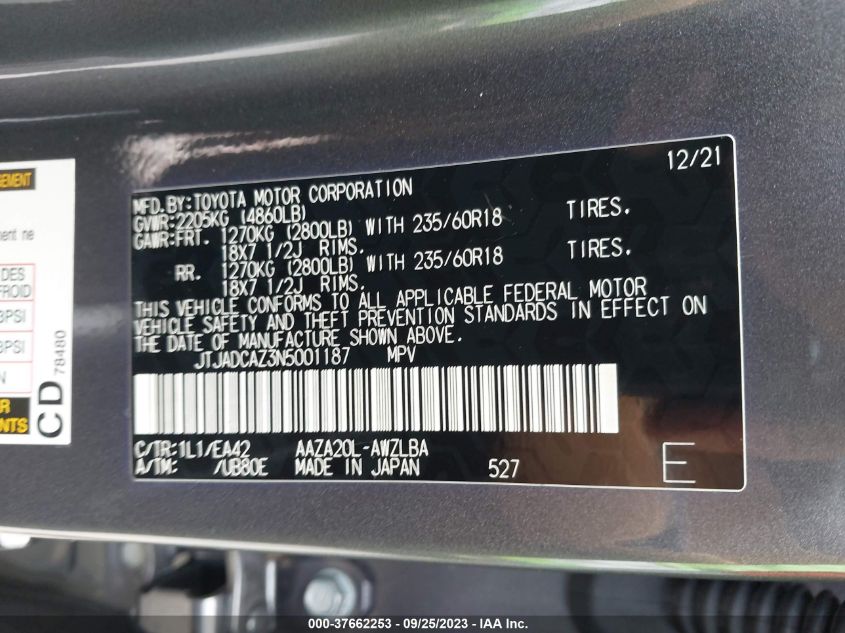 12/21
MFD.BY:TOYOTA MOTOR CORPORATION
GVWR:2205KG (4860LB)
GAWR:FRT. 1270KG (2800LB) WITH 235/60R18 TIRES.
18X7 1/2J RIMS.
RR. 1270KG (2800LB) WITH 235/60R18 TIRES.
18X7 1/2J RIMS.
THIS VEHICLE CONFORMS TO ALL APPLICABLE FEDERAL MOTOR
VEHICLE SAFETY AND THEFT PREVENTION STANDARDS IN EFFECT ON
THE DATE OF MANUFACTURE SHOWN ABOVE.
JTJADCAZ3N5001187 MPV
C/TR:1L1/EA42 AAZA20L-AWZLBA
A/TM: /UB80E MADE IN JAPAN 527 E
ne
DES
PSI
PSI
CD
78480
000-37662253 - 09/25/2023 - IAA Inc.